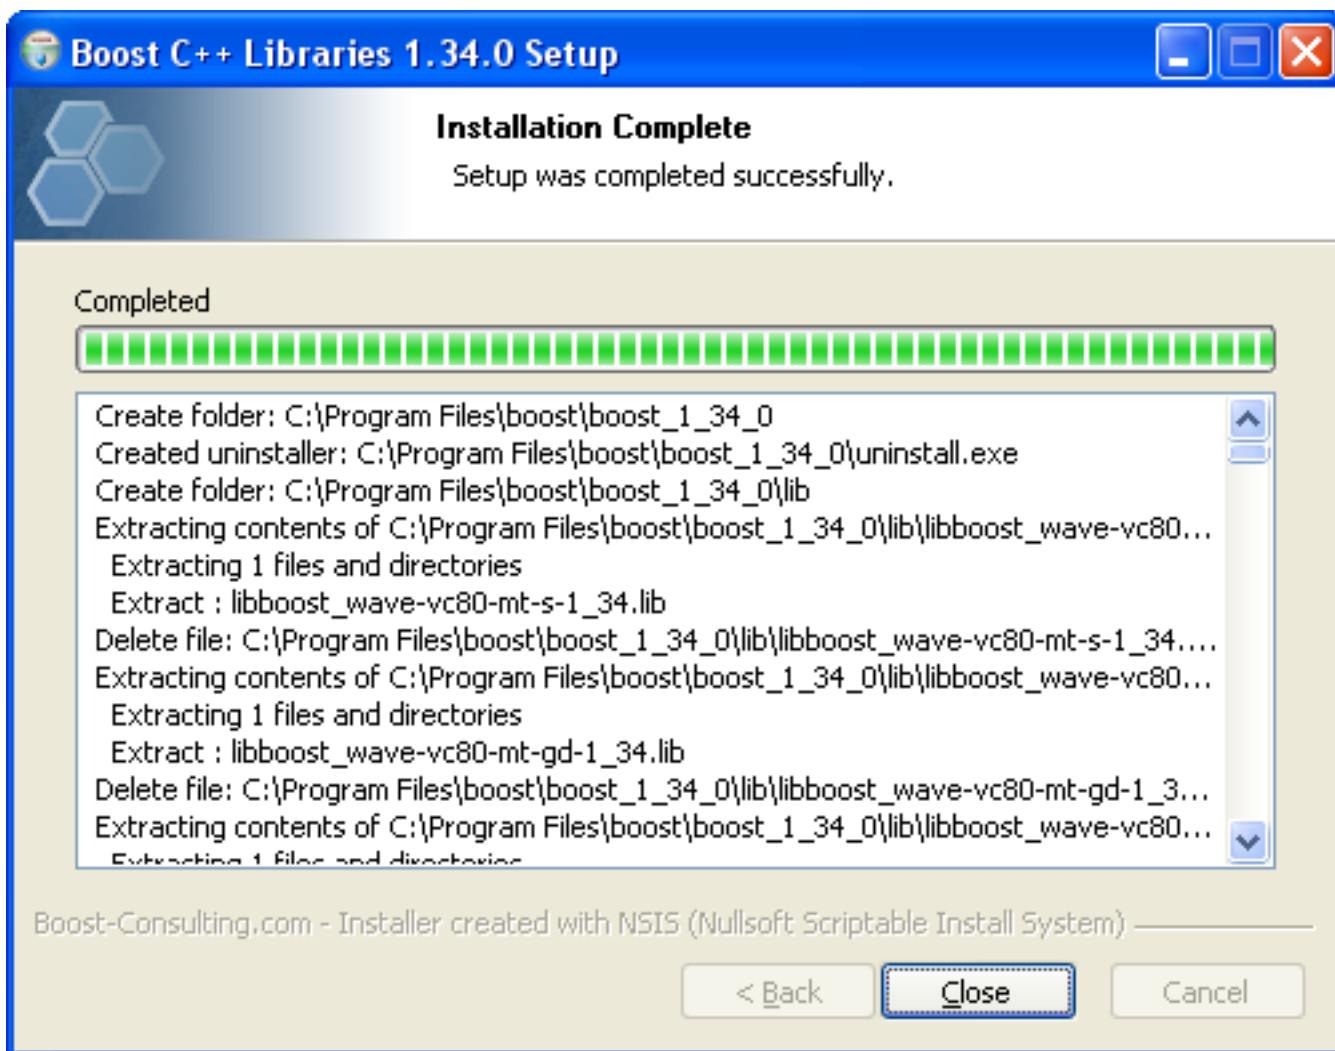 Boost C++ Libraries 1.34.0 Setup
Installation Complete
Setup was completed successfully.
Completed
Create folder: C:\Program Files\boost\boost_1_34_0
Created uninstaller: C:\Program Files\boost\boost_1_34_0\uninstall.exe
Create folder: C:\Program Files\boost\boost_1_34_0\lib
Extracting contents of C:\Program Files\boost\boost_1_34_0\lib\libboost_wave-vc80...
Extracting 1 files and directories
Extract : libboost_wave-vc80-mt-s-1_34.lib
Delete file: C:\Program Files\boost\boost_1_34_0\lib\libboost_wave-vc80-mt-s-1_34....
Extracting contents of C:\Program Files\boost\boost_1_34_0\lib\libboost_wave-vc80...
Extracting 1 files and directories
Extract : libboost_wave-vc80-mt-gd-1_34.lib
Delete file: C:\Program Files\boost\boost_1_34_0\lib\libboost_wave-vc80-mt-gd-1_3...
Extracting contents of C:\Program Files\boost\boost_1_34_0\lib\libboost_wave-vc80...
Extracting 1 files and directories
Boost-Consulting.com - Installer created with NSIS (Nullsoft Scriptable Install System)
< Back Close Cancel